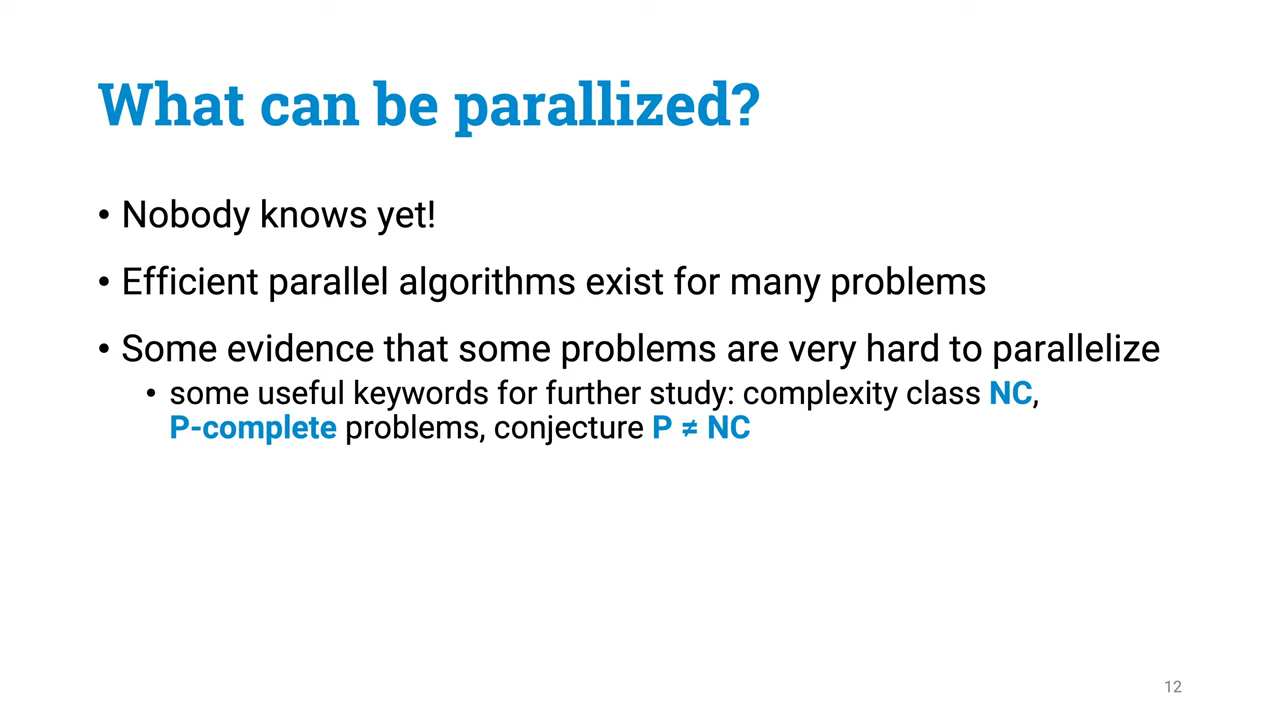 What can be parallized?
• Nobody knows yet!
• Efficient parallel algorithms exist for many problems
• Some evidence that some problems are very hard to parallelize
• some useful keywords for further study: complexity class NC,
P-complete problems, conjecture P ≠ NC
12